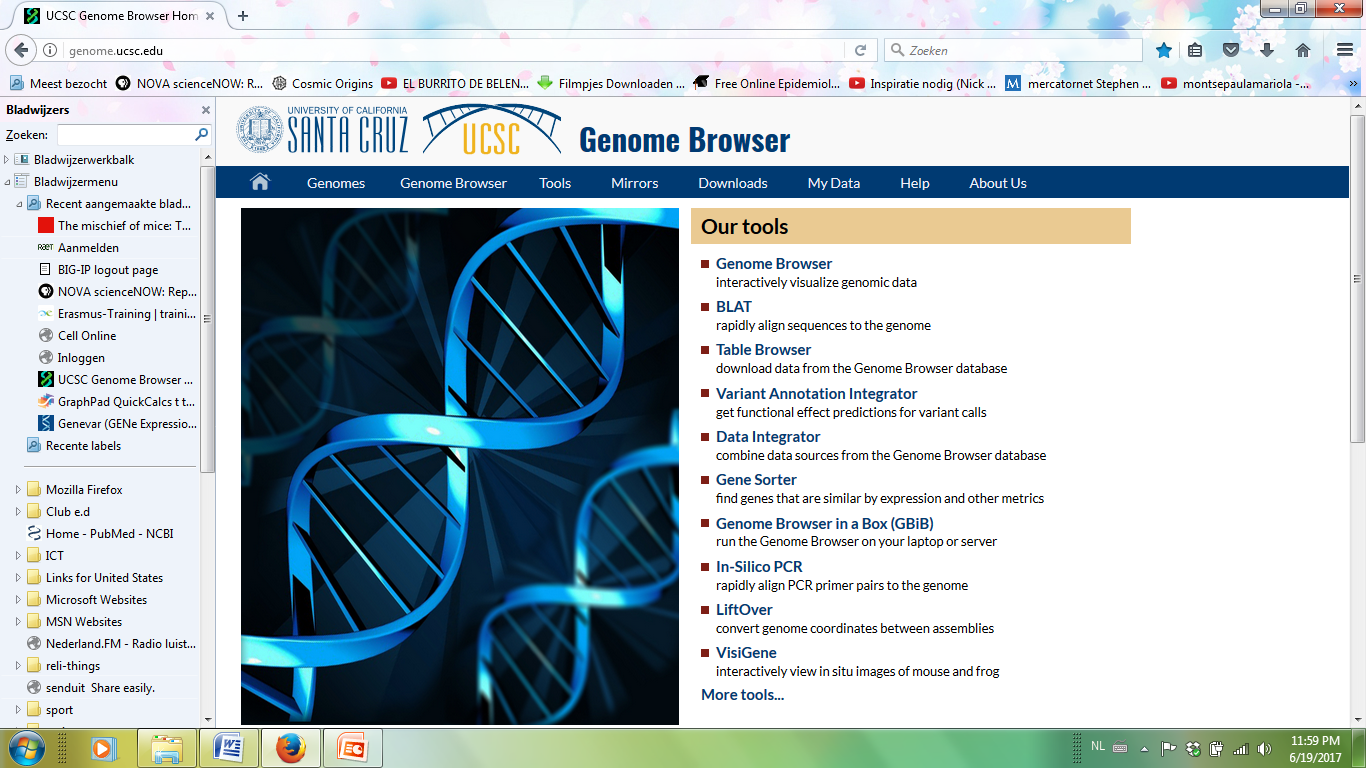 UCSC Genome Browser Hom
genome.ucsc.edu
Zoeken
Meest bezocht
NOVA scienceNOW: R...
Cosmic Origins
EL BURRITO DE BELEN...
Filmpjes Downloaden ...
Free Online Epidemiol...
Inspiratie nodig (Nick ...
M mercatornet Stephen ...
montsepaulamariola -...
Bladwijzers
Zoeken:
Bladwijzerwerkbalk
Bladwijzermenu
Recent aangemaakte blad...
The mischief of mice: T...
RÆT Aanmelden
BIG-IP logout page
NOVA scienceNOW: Rep...
Erasmus-Training | traini...
Cell Online
Inloggen
UCSC Genome Browser ...
GraphPad QuickCalcs t t...
Genevar (GENe Expressio...
Recente labels
Mozilla Firefox
Club e.d
Home - PubMed - NCBI
ICT
Links for United States
Microsoft Websites
MSN Websites
Nederland.FM - Radio luist...
reli-things
senduit Share easily.
sport
UNIVERSITY OF CALIFORNIA
SANTA CRUZ
UCSC
Genome Browser
Genomes
Genome Browser
Tools
Mirrors
Downloads
My Data
Help
About Us
Our tools
Genome Browser
interactively visualize genomic data
BLAT
rapidly align sequences to the genome
Table Browser
download data from the Genome Browser database
Variant Annotation Integrator
get functional effect predictions for variant calls
Data Integrator
combine data sources from the Genome Browser database
Gene Sorter
find genes that are similar by expression and other metrics
Genome Browser in a Box (GBiB)
run the Genome Browser on your laptop or server
In-Silico PCR
rapidly align PCR primer pairs to the genome
LiftOver
convert genome coordinates between assemblies
VisiGene
interactively view in situ images of mouse and frog
More tools...
NL
11:59 PM
6/19/2017